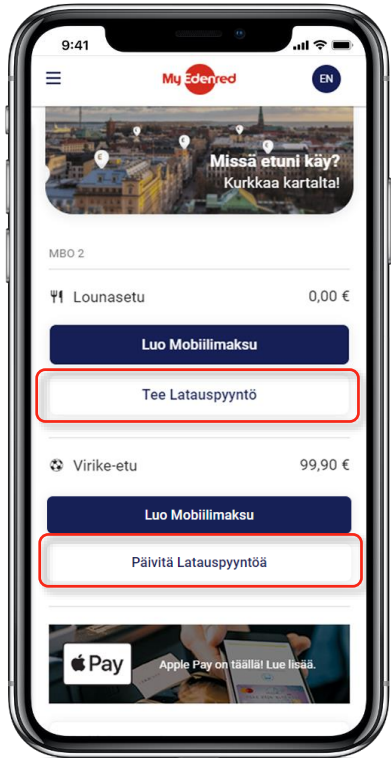 9:41
My Edenred
EN
Missä etuni käy?
Kurkkaa kartalta!
MBO 2
Lounasetu 0,00 €
Luo Mobiilimaksu
Tee Latauspyyntö
Virike-etu 99,90 €
Luo Mobiilimaksu
Päivitä Latauspyyntöä
Pay
Apple Pay on täällä! Lue lisää.